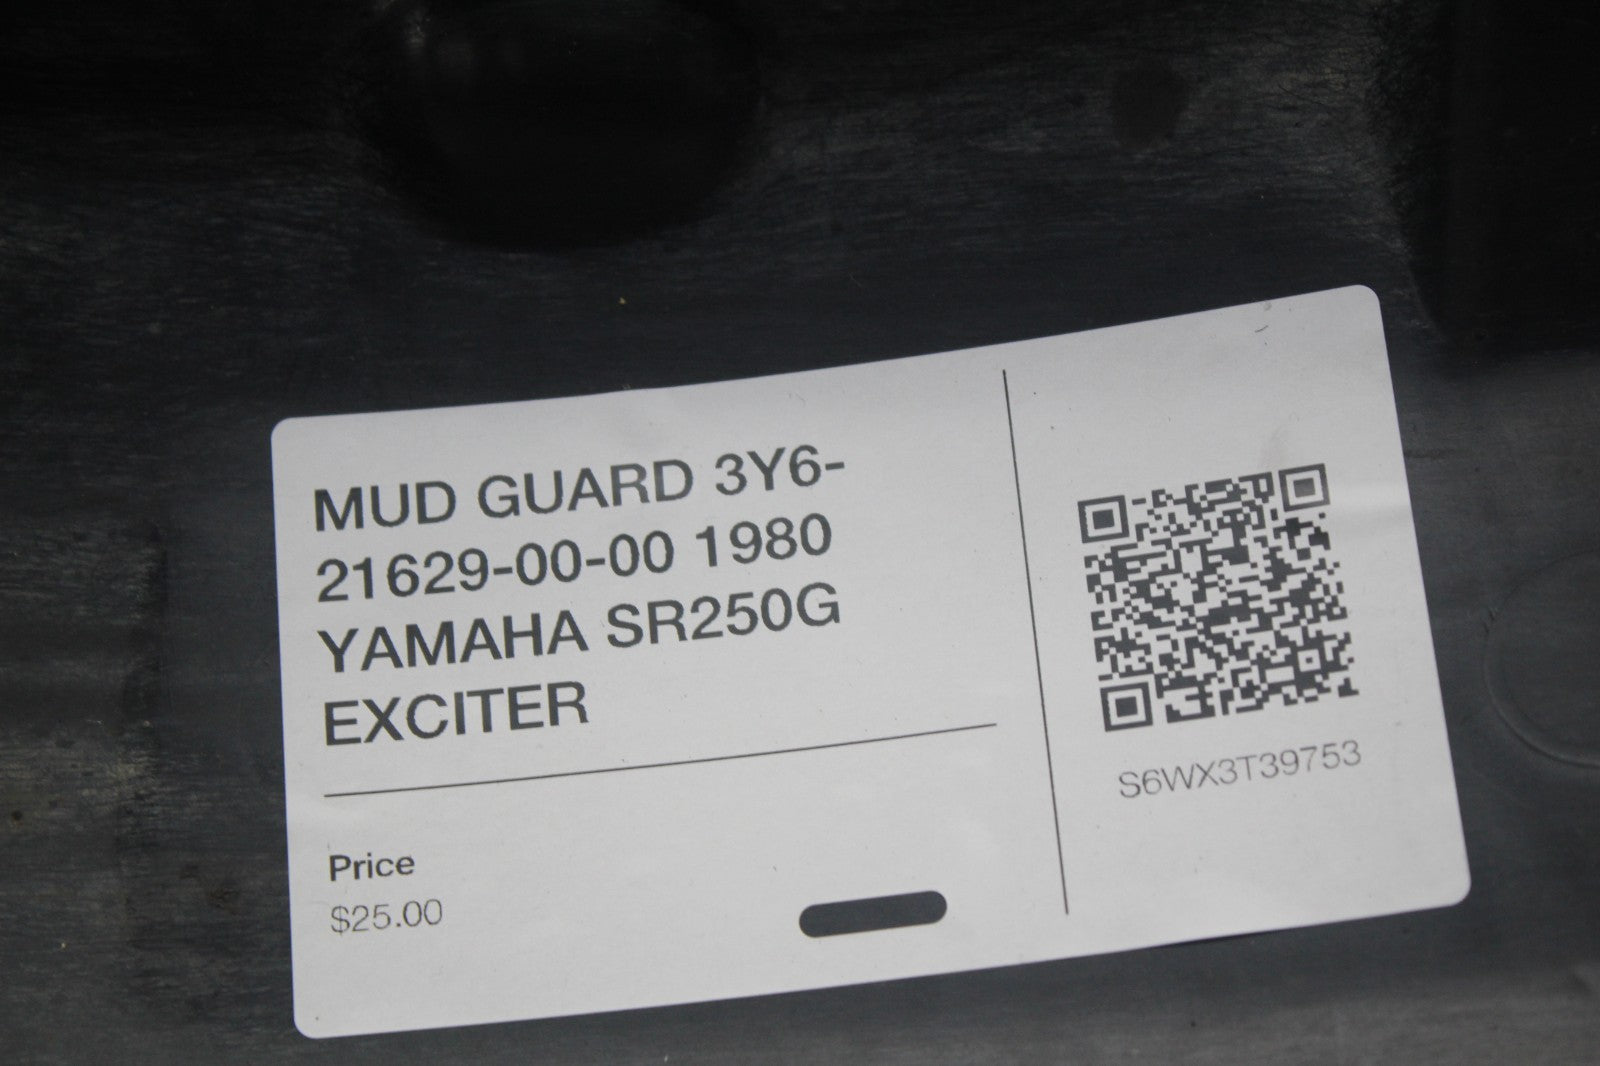 MUD GUARD 3Y6-
21629-00-00 1980
YAMAHA SR250G
EXCITER
Price
$25.00
S6WX3T39753